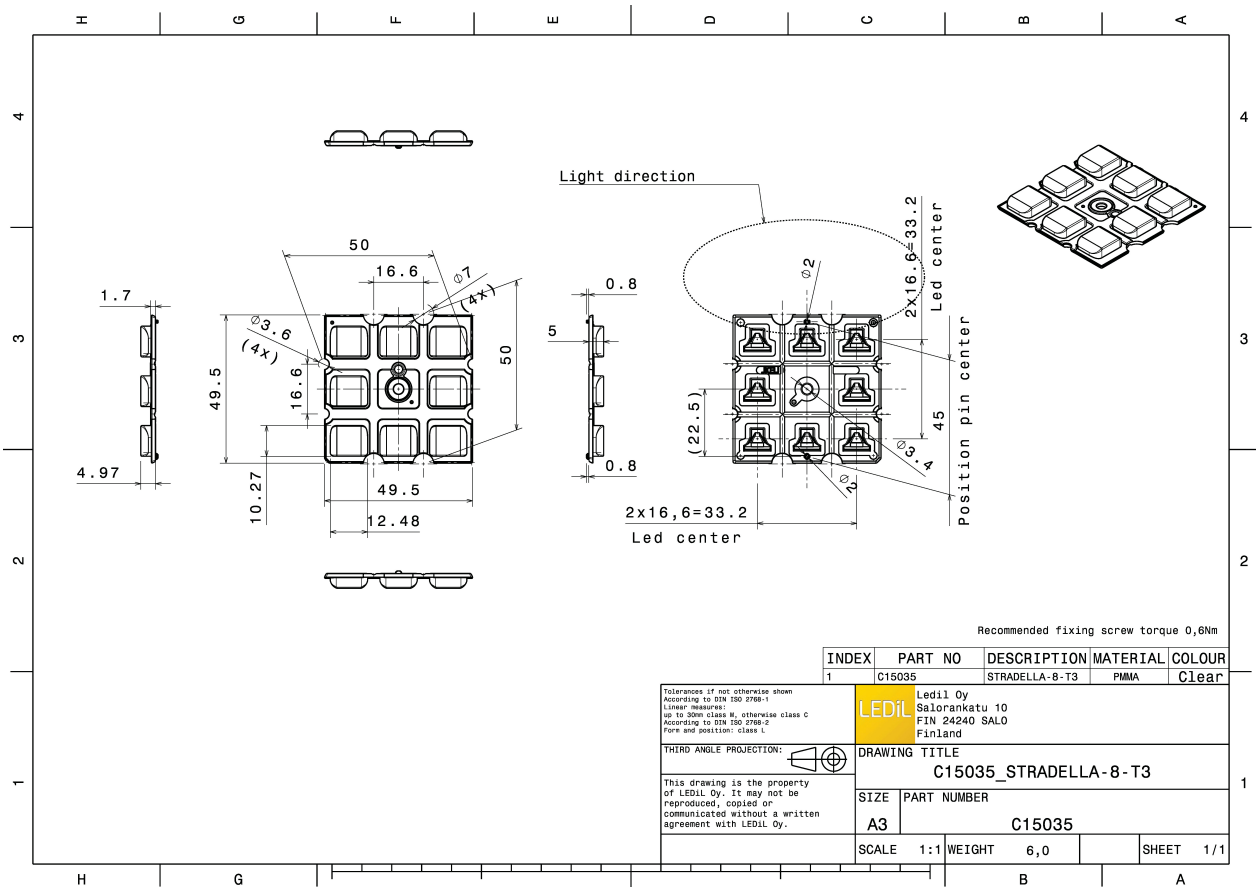 H G F E D C B A
4 4
Light direction
50
16.6
Ø7
(4x)
Ø3.6
(4x)
16.6
49.5
50
10.27
49.5
12.48
1.7
4.97
0.8
5
0.8
Ø2
2x16.6=33.2
Led center
3 3
(22.5)
Ø3.4
Ø2
45
Position pin center
2x16,6=33.2
Led center
2 2
Recommended fixing screw torque 0,6Nm
INDEX PART NO DESCRIPTION MATERIAL COLOUR
1 C15035 STRADELLA-8-T3 PMMA Clear
Tolerances if not otherwise shown
According to DIN ISO 2768-1
Linear measures:
up to 30mm class M, otherwise class C
According to DIN ISO 2768-2
Form and position: class L
LEDiL
Ledil Oy
Salorankatu 10
FIN 24240 SALO
Finland
THIRD ANGLE PROJECTION:
DRAWING TITLE
C15035_STRADELLA-8-T3
This drawing is the property
of LEDiL Oy. It may not be
reproduced, copied or
communicated without a written
agreement with LEDiL Oy.
SIZE PART NUMBER
A3 C15035
SCALE 1:1 WEIGHT 6,0 SHEET 1/1
1 1
H G B A